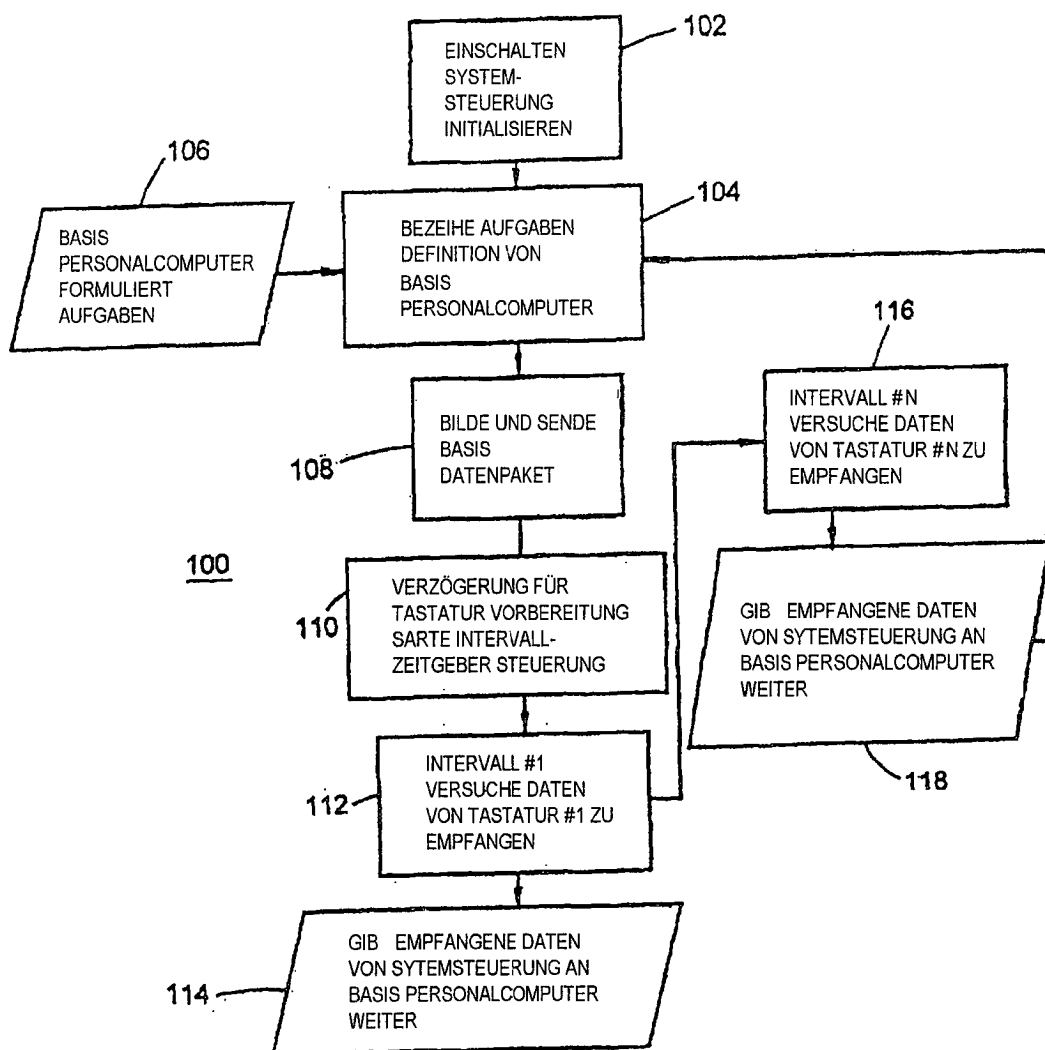 102
EINSCHALTEN
SYSTEM-
STEUERUNG
INITIALISIEREN
106
104
BASIS
PERSONALCOMPUTER
FORMULIERT
AUFGABEN
BEZEIHE AUFGABEN
DEFINITION VON
BASIS
PERSONALCOMPUTER
116
108
BILDE UND SENDE
BASIS
DATENPAKET
INTERVALL #N
VERSUCHE DATEN
VON TASTATUR #N ZU
EMPFANGEN
100
110
VERZÖGERUNG FÜR
TASTATUR VORBEREITUNG
SARTE INTERVALL-
ZEITGEBER STEUERUNG
GIB EMPFANGENE DATEN
VON SYTEMSTEUERUNG AN
BASIS PERSONALCOMPUTER
WEITER
118
112
INTERVALL #1
VERSUCHE DATEN
VON TASTATUR #1 ZU
EMPFANGEN
114
GIB EMPFANGENE DATEN
VON SYTEMSTEUERUNG AN
BASIS PERSONALCOMPUTER
WEITER